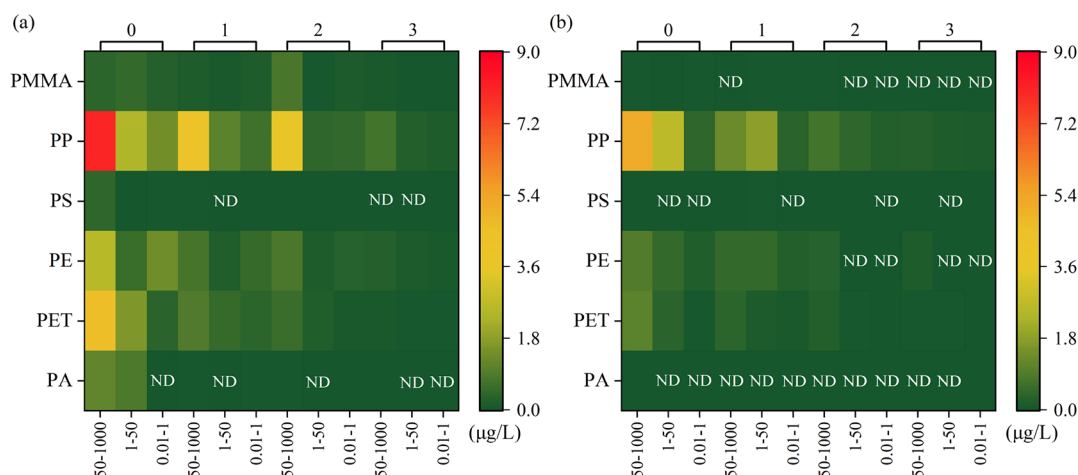 (a)
0 1 2 3
PMMA
PP
PS ND ND ND
PE
PET
PA ND ND ND ND ND
50-1000 1-50 0.01-1 50-1000 1-50 0.01-1 50-1000 1-50 0.01-1 50-1000 1-50 0.01-1
9.0
7.2
5.4
3.6
1.8
0.0
(μg/L)
(b)
0 1 2 3
PMMA ND ND ND ND ND ND
PP
PS ND ND ND ND ND
PE ND ND ND ND
PET
PA ND ND ND ND ND ND ND ND ND ND
50-1000 1-50 0.01-1 50-1000 1-50 0.01-1 50-1000 1-50 0.01-1 50-1000 1-50 0.01-1
9.0
7.2
5.4
3.6
1.8
0.0
(μg/L)